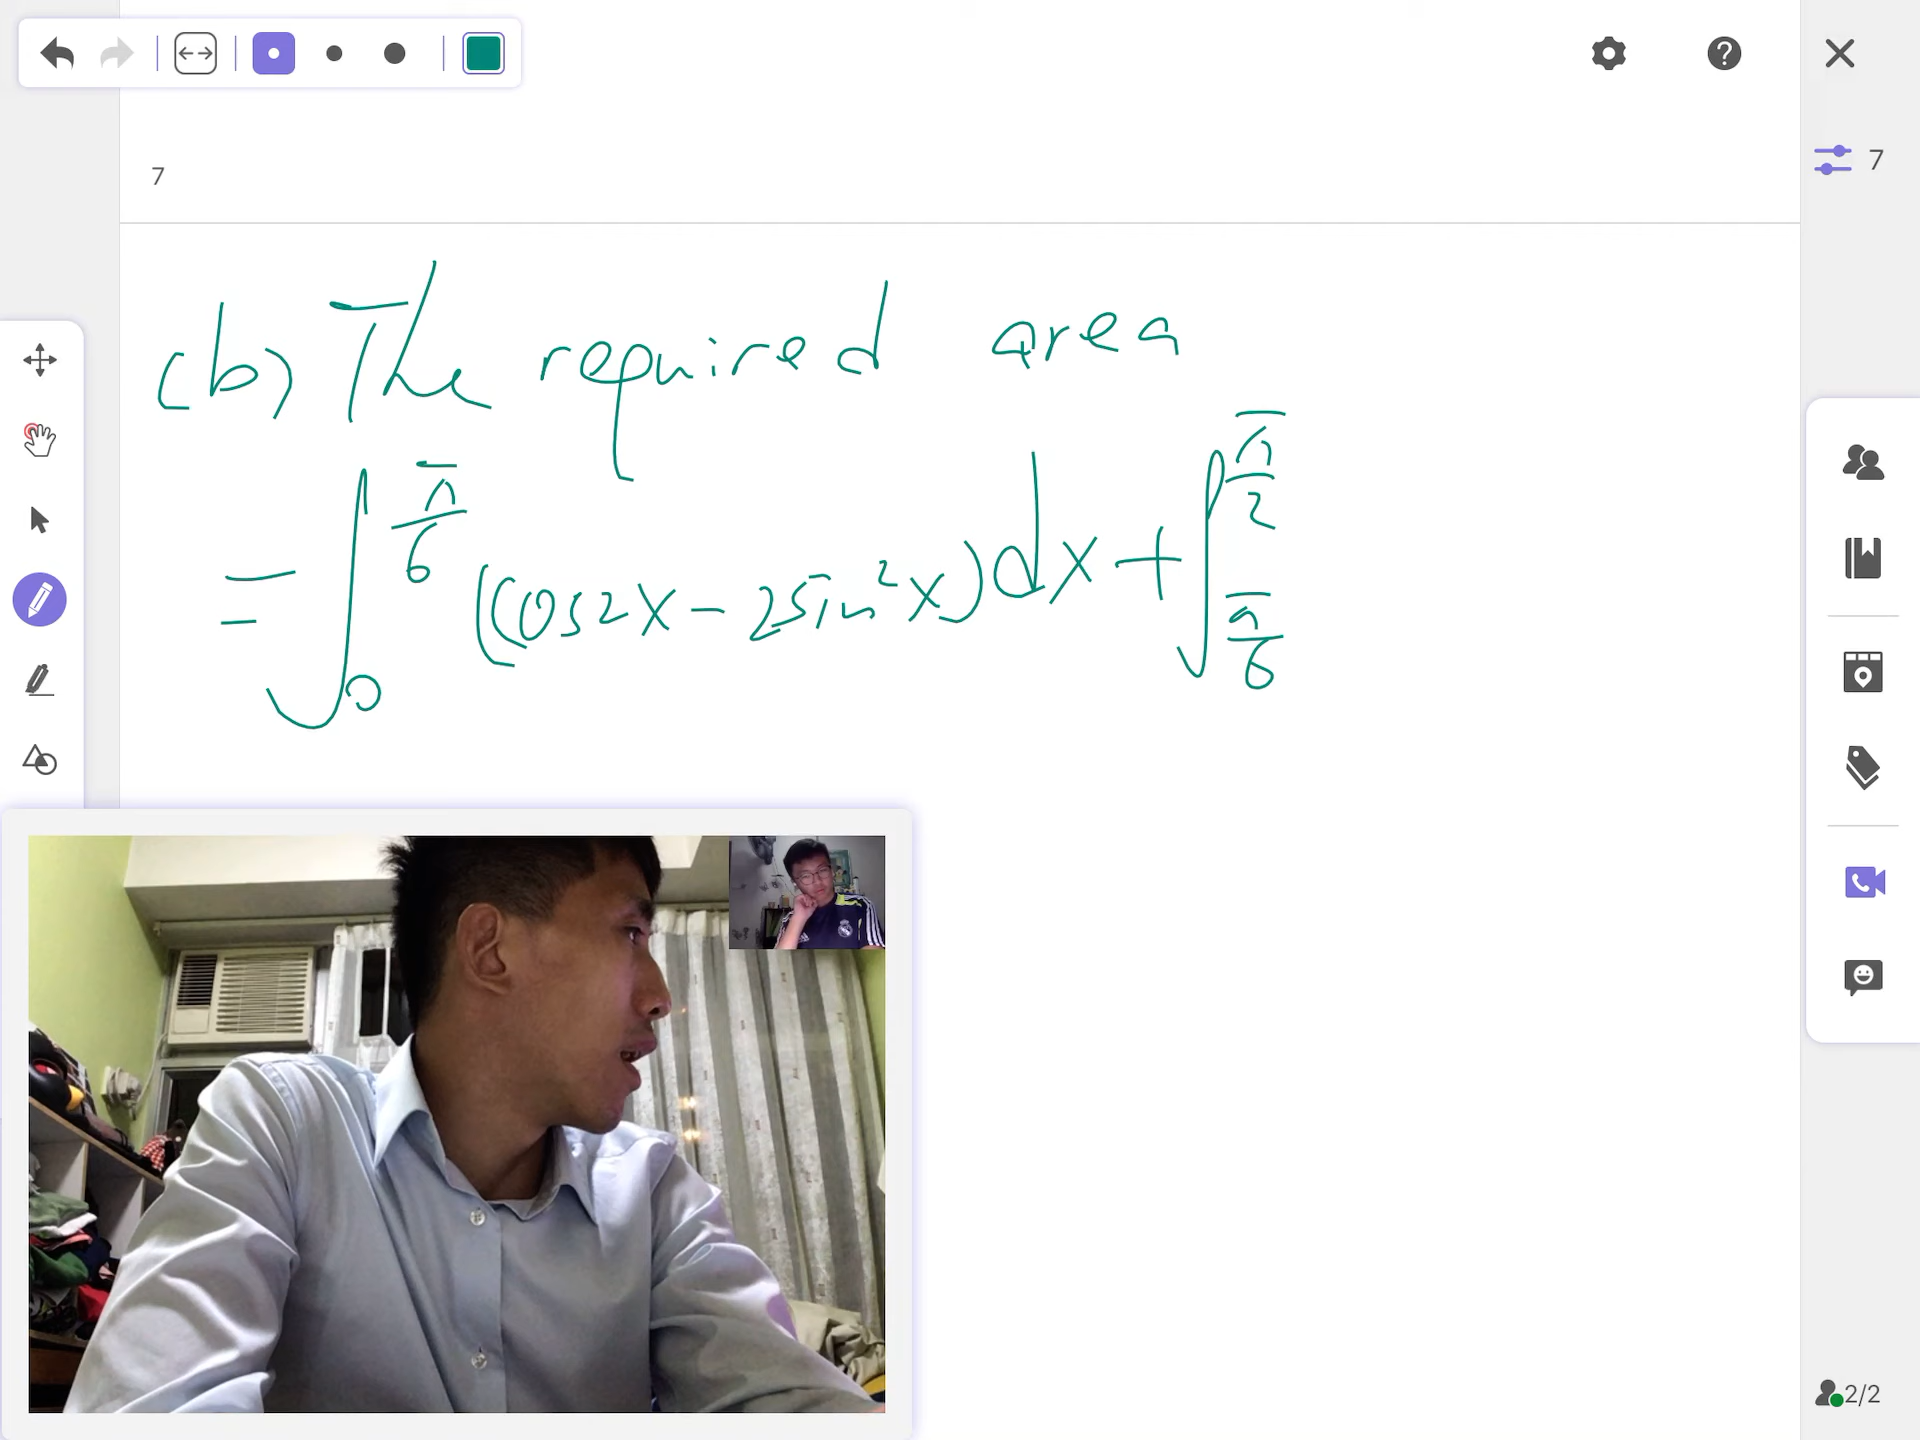 7
7
(b) The required area
= ∫₀^(π/6) (cos2x − 2sin²x)dx + ∫_(π/6)^(π/2)
2/2